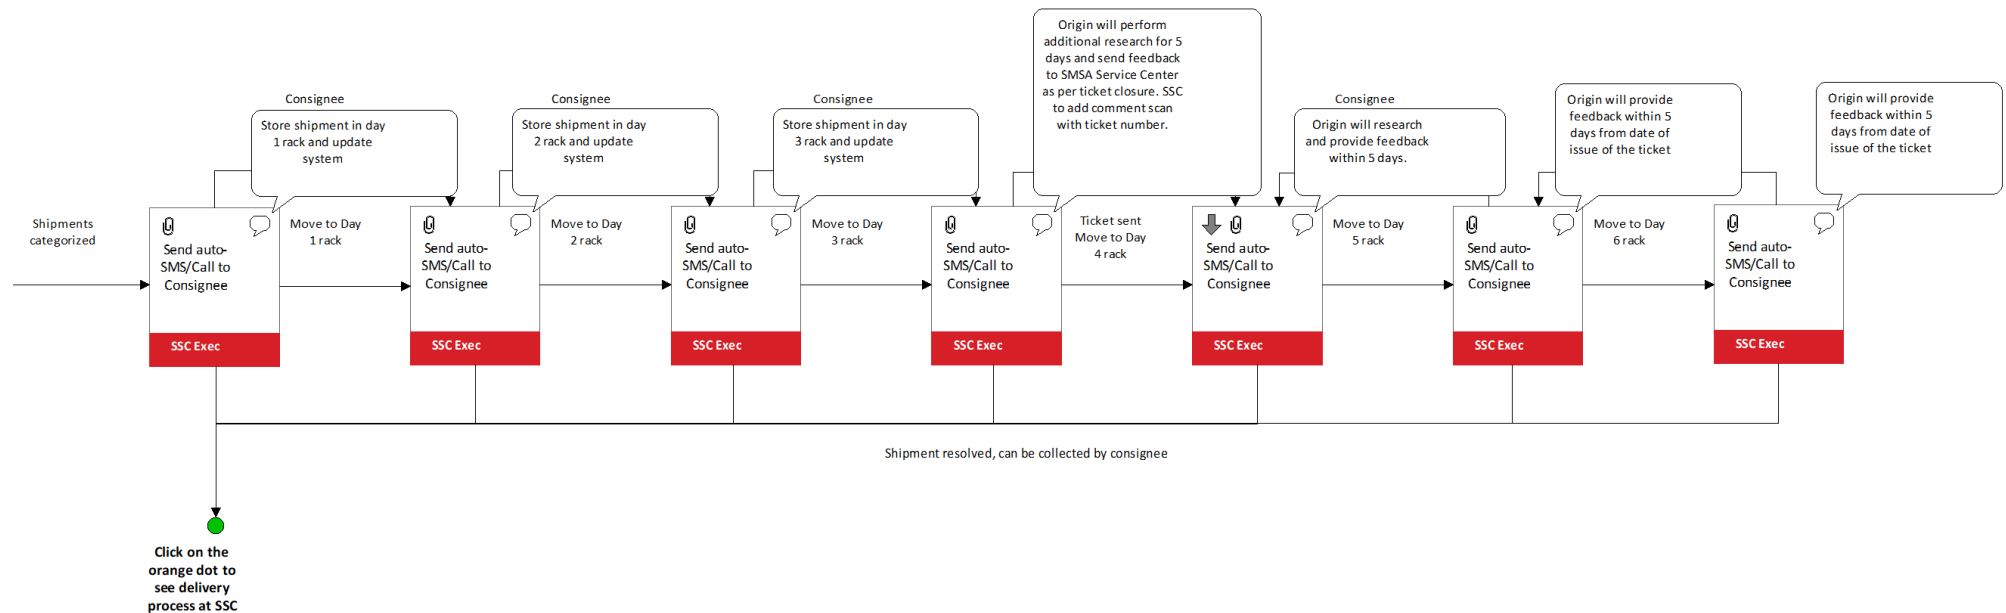 Origin will perform
additional research for 5
days and send feedback
to SMSA Service Center
as per ticket closure. SSC
to add comment scan
with ticket number.
Consignee
Store shipment in day
1 rack and update
system
Consignee
Store shipment in day
2 rack and update
system
Consignee
Store shipment in day
3 rack and update
system
Consignee
Origin will research
and provide feedback
within 5 days.
Origin will provide
feedback within 5
days from date of
issue of the ticket
Origin will provide
feedback within 5
days from date of
issue of the ticket
Shipments
categorized
Send auto-
SMS/Call to
Consignee
SSC Exec
Move to Day
1 rack
Send auto-
SMS/Call to
Consignee
SSC Exec
Move to Day
2 rack
Send auto-
SMS/Call to
Consignee
SSC Exec
Move to Day
3 rack
Send auto-
SMS/Call to
Consignee
SSC Exec
Ticket sent
Move to Day
4 rack
Send auto-
SMS/Call to
Consignee
SSC Exec
Move to Day
5 rack
Send auto-
SMS/Call to
Consignee
SSC Exec
Move to Day
6 rack
Send auto-
SMS/Call to
Consignee
SSC Exec
Shipment resolved, can be collected by consignee
Click on the
orange dot to
see delivery
process at SSC